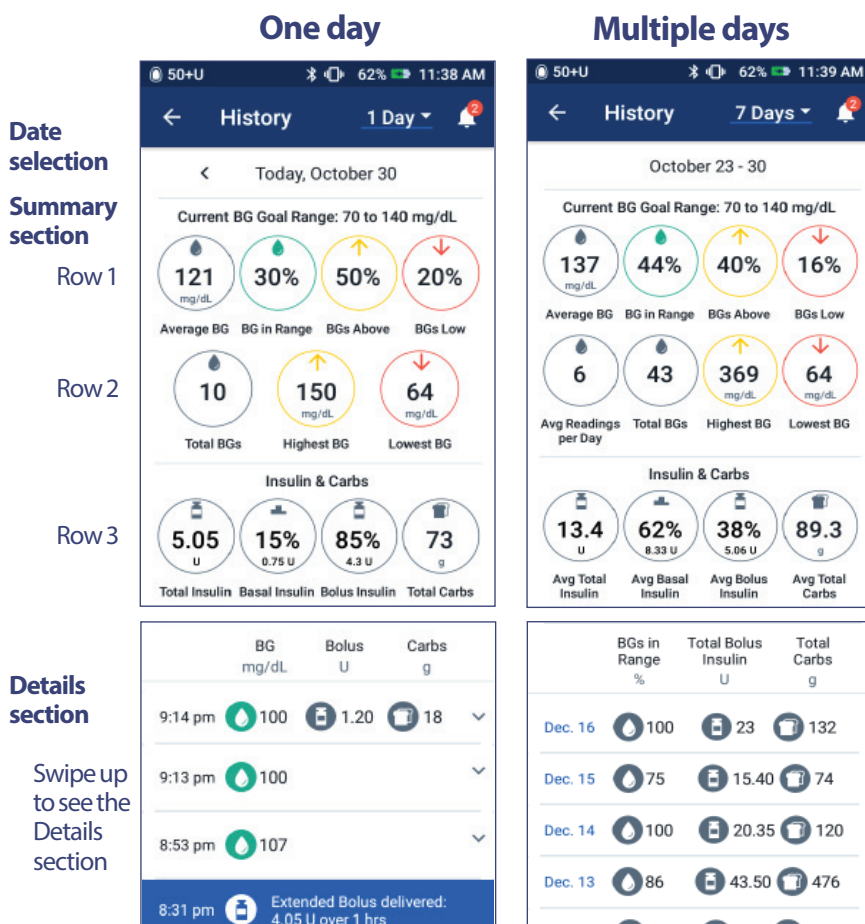 One day
Multiple days
Date
selection
Summary
section
Row 1
Row 2
Row 3
Details
section
Swipe up
to see the
Details
section
50+U 62% 11:38 AM
History 1 Day 2
Today, October 30
Current BG Goal Range: 70 to 140 mg/dL
121 30% 50% 20%
mg/dL
Average BG BG in Range BGs Above BGs Low
10 150 64
mg/dL mg/dL
Total BGs Highest BG Lowest BG
Insulin & Carbs
5.05 15% 85% 73
U 0.75 U 4.3 U g
Total Insulin Basal Insulin Bolus Insulin Total Carbs
BG Bolus Carbs
mg/dL U g
9:14 pm 100 1.20 18
9:13 pm 100
8:53 pm 107
8:31 pm Extended Bolus delivered:
4.05 U over 1 hrs
50+U 62% 11:39 AM
History 7 Days 2
October 23 - 30
Current BG Goal Range: 70 to 140 mg/dL
137 44% 40% 16%
mg/dL
Average BG BG in Range BGs Above BGs Low
6 43 369 64
mg/dL mg/dL
Avg Readings Total BGs Highest BG Lowest BG
per Day
Insulin & Carbs
13.4 62% 38% 89.3
U 8.33 U 5.06 U g
Avg Total Avg Basal Avg Bolus Avg Total
Insulin Insulin Insulin Carbs
BGs in Total Bolus Total
Range Insulin Carbs
% U g
Dec. 16 100 23 132
Dec. 15 75 15.40 74
Dec. 14 100 20.35 120
Dec. 13 86 43.50 476